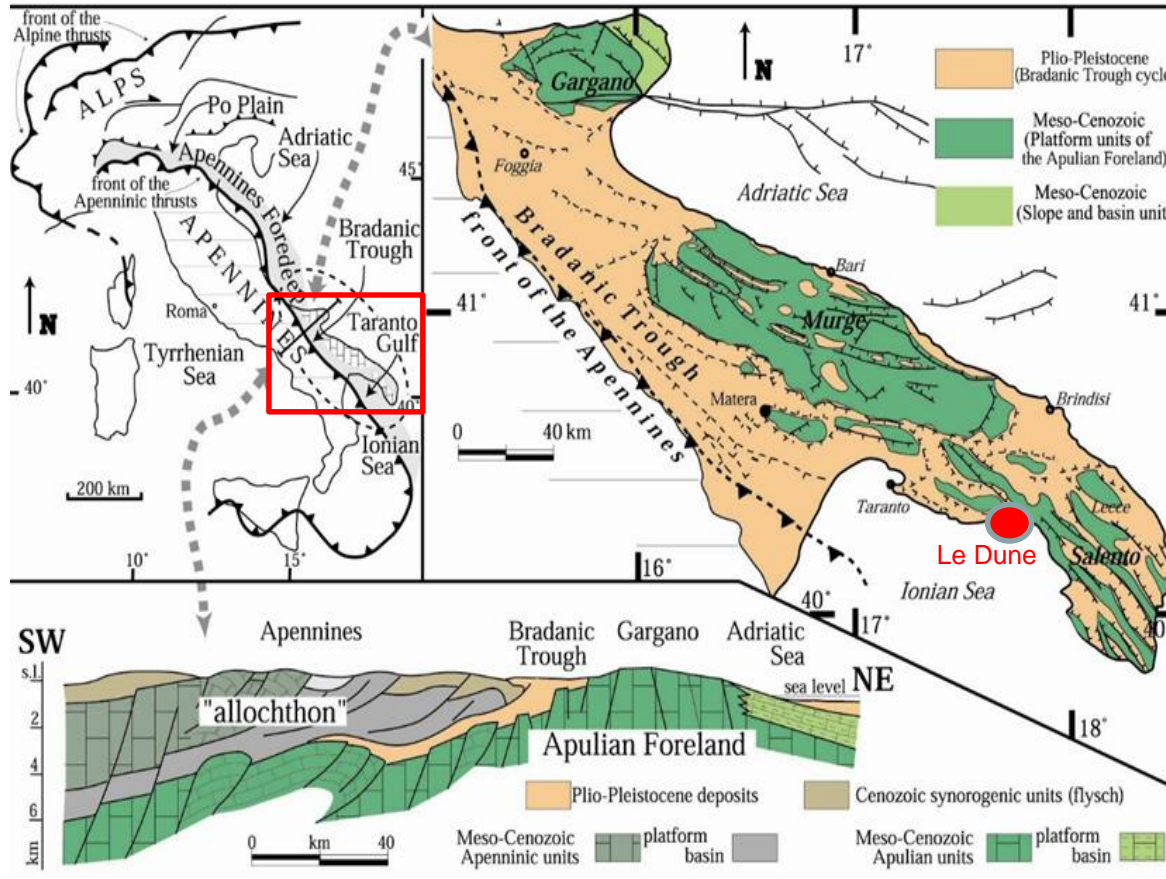 front of the
Alpine thrusts
ALPS
Po Plain
Adriatic
Sea
Apennines Foredeep
front of the
Apenninic thrusts
APENNINES
Bradanic
Trough
Roma
Taranto
Gulf
N
Tyrrhenian
Sea
Ionian
Sea
200 km
45°
40°
40°
10°
15°
Gargano
Foggia
N
17°
Adriatic Sea
Bradanic Trough
front of the Apennines
Bari
Murge
41°
41°
Matera
Brindisi
0 40 km
Taranto
Lecce
Le Dune
Salento
Ionian Sea
16°
40°
17°
40
18°
Plio-Pleistocene
(Bradanic Trough cycle
Meso-Cenozoic
(Platform units of
the Apulian Foreland)
Meso-Cenozoic
(Slope and basin unit
SW
Apennines
Bradanic
Trough
Gargano
Adriatic
Sea
NE
s.l.
2
4
6
km
sea level
"allochthon"
Apulian Foreland
Plio-Pleistocene deposits
Cenozoic synorogenic units (flysch)
0 km 40
Meso-Cenozoic
Apenninic units
platform
basin
Meso-Cenozoic
Apulian units
platform
basin